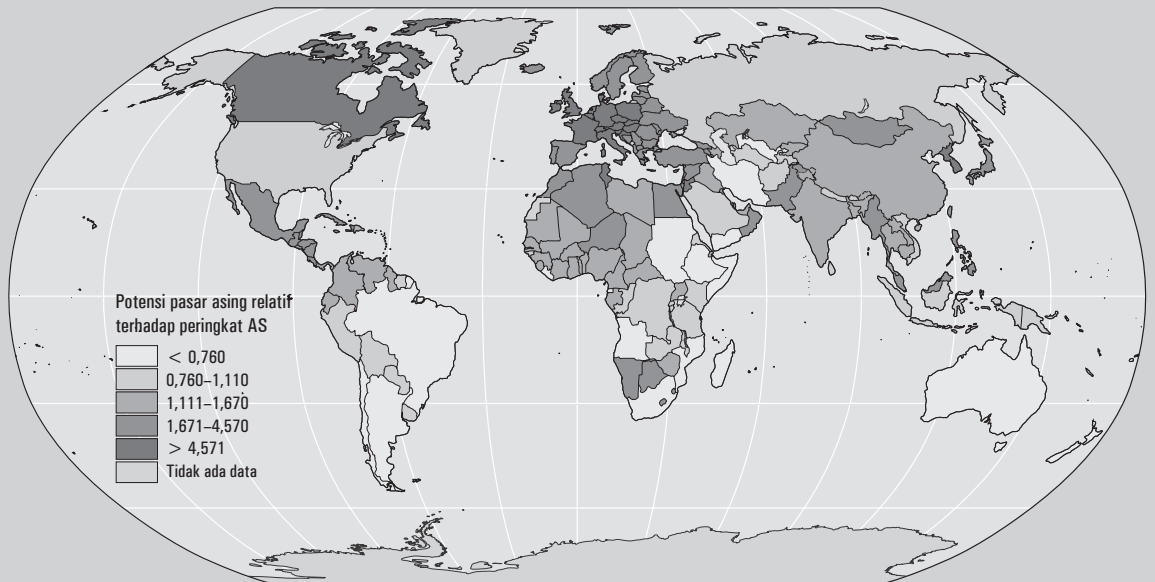 Potensi pasar asing relatif
terhadap peringkat AS
< 0,760
0,760–1,110
1,111–1,670
1,671–4,570
> 4,571
Tidak ada data